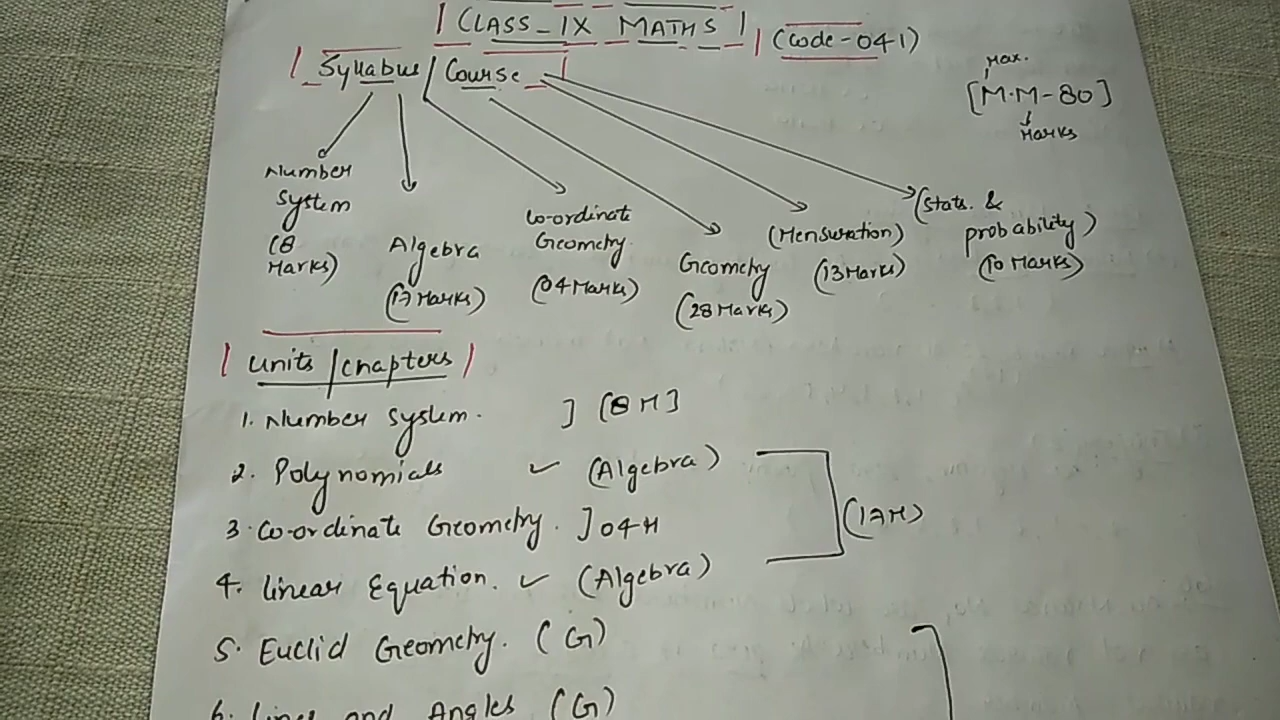 CLASS-IX MATHS (Code-041)
Syllabus/Course
Max.
[M.M-80]
Marks
Number
System
(8
Marks)
Algebra
(17 Marks)
Co-ordinate
Geometry.
(04 Marks)
Geometry
(28 Marks)
(Mensuration)
(13 Marks)
(Stats. &
probability)
(10 Marks)
Units/chapters
1. Number System. ] [8 M]
2. Polynomials ✓ (Algebra)
3. Co-ordinate Geometry. ] 04 M
(17M)
4. Linear Equation. ✓ (Algebra)
5. Euclid Geometry. (G)
6. Lines and Angles (G)